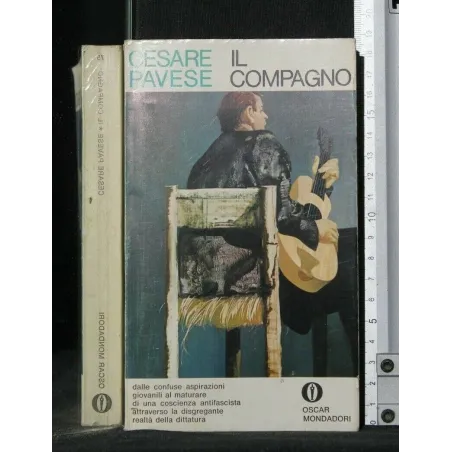 CESARE
PAVESE
IL
COMPAGNO
dalle confuse aspirazioni
giovanili al maturare
di una coscienza antifascista
attraverso la disgregante
realtà della dittatura
OSCAR
MONDADORI
CESARE PAVESE • IL COMPAGNO
OSCAR MONDADORI
10